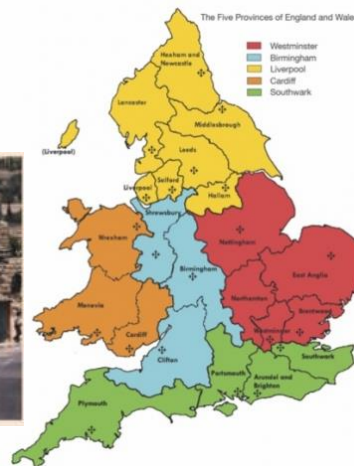 The Five Provinces of England and Wale
Westminster
Birmingham
Liverpool
Cardiff
Southwark
Hexham and
Newcastle
Lancaster
Middlesbrough
(Liverpool)
Leeds
Salford
Liverpool
Hallam
Shrewsbury
Wrexham
Nottingham
Birmingham
East Anglia
Menevia
Northampton
Brentwood
Cardiff
Westminster
Clifton
Southwark
Portsmouth
Arundel and
Brighton
Plymouth